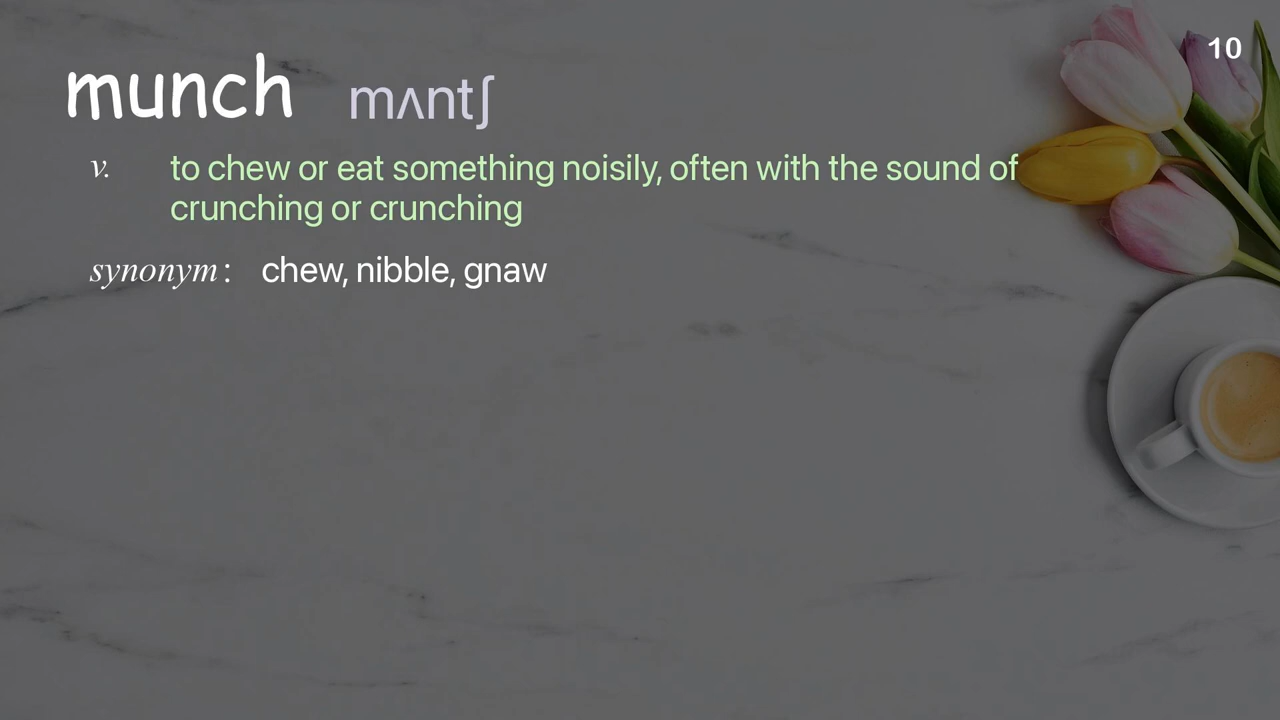 10
munch mʌntʃ
v. to chew or eat something noisily, often with the sound of
crunching or crunching
synonym : chew, nibble, gnaw